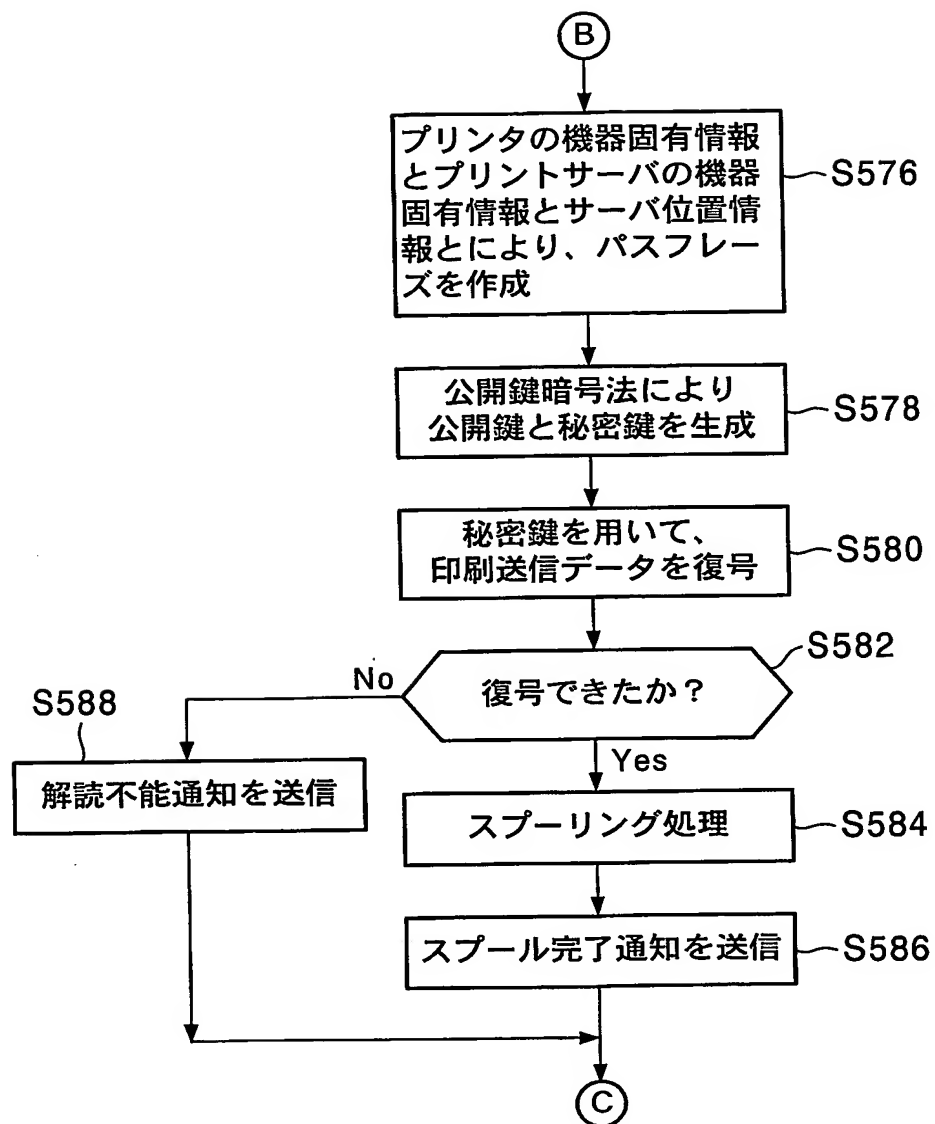 B
プリンタの機器固有情報
とプリントサーバの機器
固有情報とサーバ位置情
報とにより、パスフレー
ズを作成
S576
公開鍵暗号法により
公開鍵と秘密鍵を生成
S578
秘密鍵を用いて、
印刷送信データを復号
S580
S582
復号できたか？
No
Yes
S588
解読不能通知を送信
スプーリング処理
S584
スプール完了通知を送信
S586
C